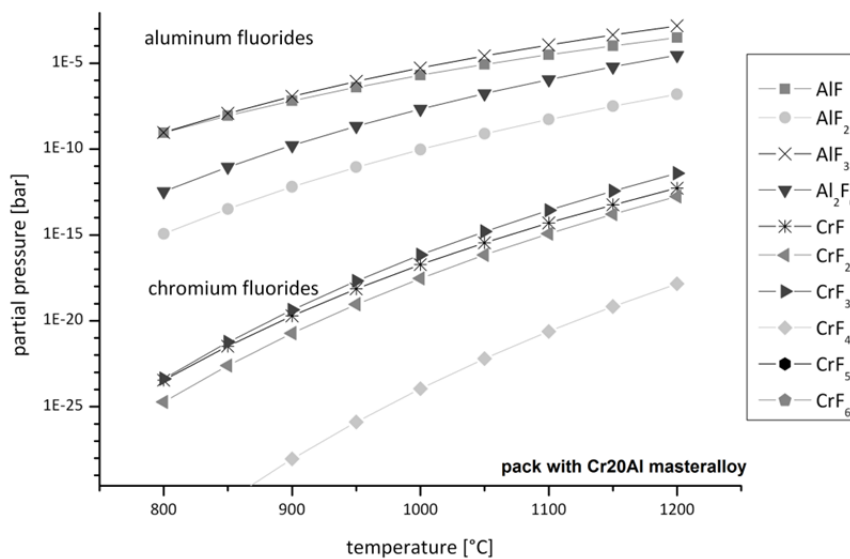 aluminum fluorides
1E-5
1E-10
1E-15
1E-20
1E-25
partial pressure [bar]
chromium fluorides
pack with Cr20Al masteralloy
800
900
1000
1100
1200
temperature [°C]
AlF
AlF₂
AlF₃
Al₂F
CrF
CrF₂
CrF₃
CrF₄
CrF₅
CrF₆